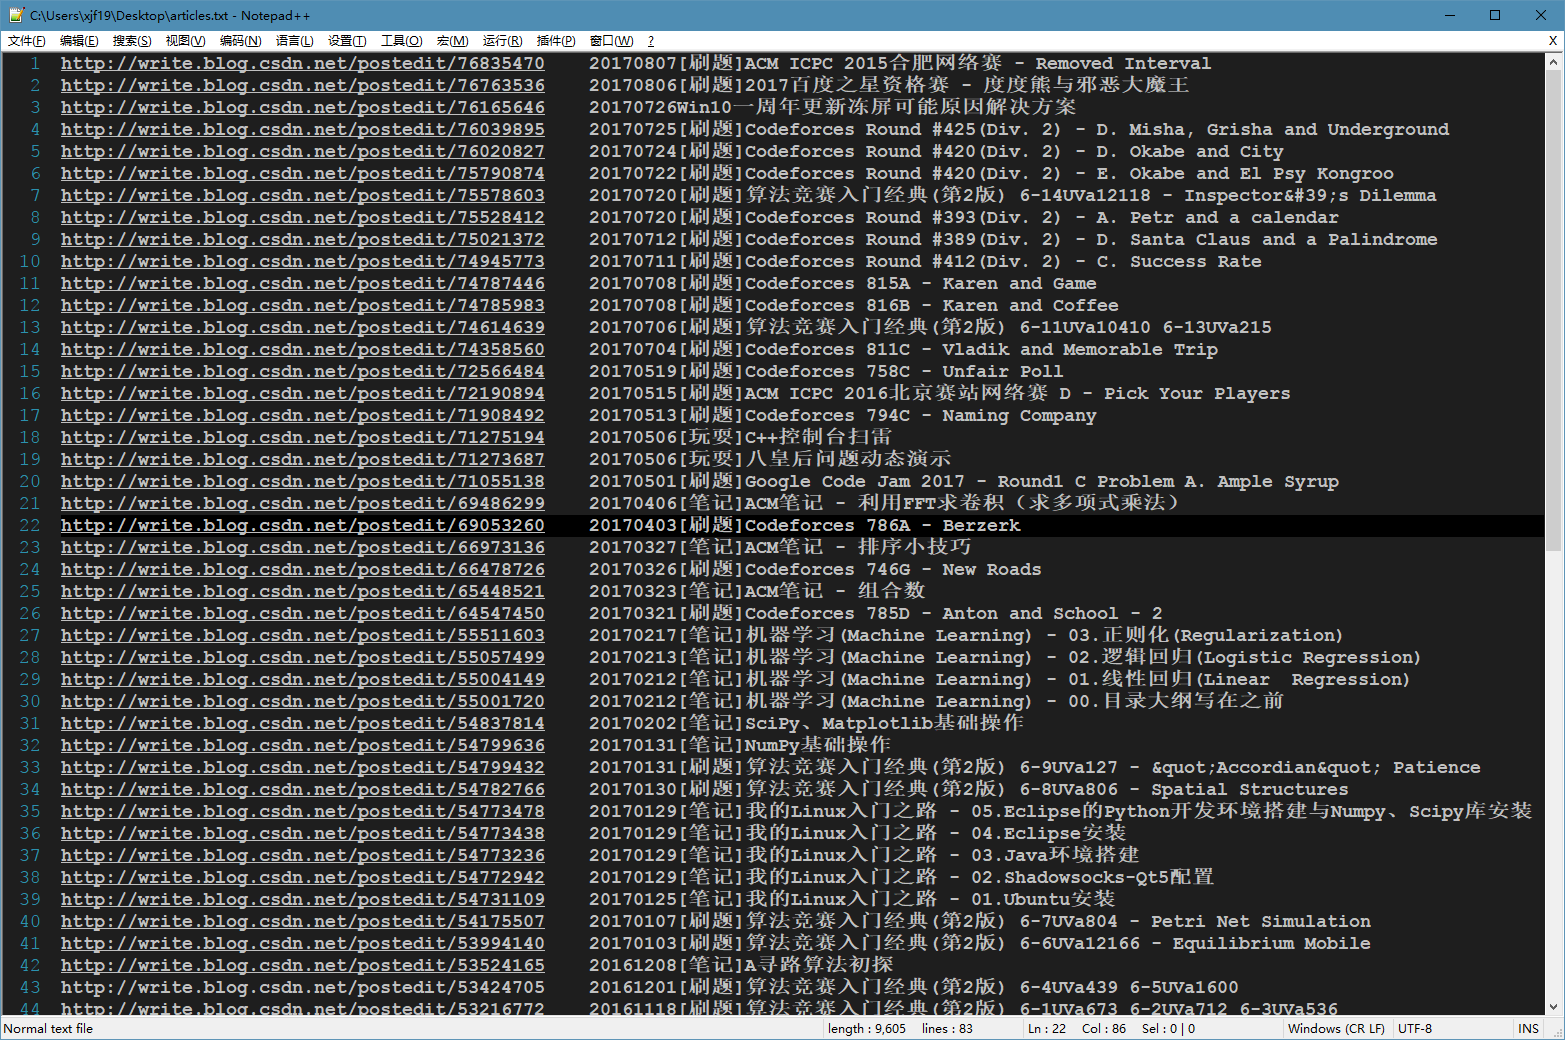 C:\Users\xjf19\Desktop\articles.txt - Notepad++
文件(F) 编辑(E) 搜索(S) 视图(V) 编码(N) 语言(L) 设置(T) 工具(O) 宏(M) 运行(R) 插件(P) 窗口(W) ? X
1 http://write.blog.csdn.net/postedit/76835470 20170807[刷题]ACM ICPC 2015合肥网络赛 - Removed Interval
2 http://write.blog.csdn.net/postedit/76763536 20170806[刷题]2017百度之星资格赛 - 度度熊与邪恶大魔王
3 http://write.blog.csdn.net/postedit/76165646 20170726Win10一周年更新冻屏可能原因解决方案
4 http://write.blog.csdn.net/postedit/76039895 20170725[刷题]Codeforces Round #425(Div. 2) - D. Misha, Grisha and Underground
5 http://write.blog.csdn.net/postedit/76020827 20170724[刷题]Codeforces Round #420(Div. 2) - D. Okabe and City
6 http://write.blog.csdn.net/postedit/75790874 20170722[刷题]Codeforces Round #420(Div. 2) - E. Okabe and El Psy Kongroo
7 http://write.blog.csdn.net/postedit/75578603 20170720[刷题]算法竞赛入门经典(第2版) 6-14UVa12118 - Inspector&#39;s Dilemma
8 http://write.blog.csdn.net/postedit/75528412 20170720[刷题]Codeforces Round #393(Div. 2) - A. Petr and a calendar
9 http://write.blog.csdn.net/postedit/75021372 20170712[刷题]Codeforces Round #389(Div. 2) - D. Santa Claus and a Palindrome
10 http://write.blog.csdn.net/postedit/74945773 20170711[刷题]Codeforces Round #412(Div. 2) - C. Success Rate
11 http://write.blog.csdn.net/postedit/74787446 20170708[刷题]Codeforces 815A - Karen and Game
12 http://write.blog.csdn.net/postedit/74785983 20170708[刷题]Codeforces 816B - Karen and Coffee
13 http://write.blog.csdn.net/postedit/74614639 20170706[刷题]算法竞赛入门经典(第2版) 6-11UVa10410 6-13UVa215
14 http://write.blog.csdn.net/postedit/74358560 20170704[刷题]Codeforces 811C - Vladik and Memorable Trip
15 http://write.blog.csdn.net/postedit/72566484 20170519[刷题]Codeforces 758C - Unfair Poll
16 http://write.blog.csdn.net/postedit/72190894 20170515[刷题]ACM ICPC 2016北京赛站网络赛 D - Pick Your Players
17 http://write.blog.csdn.net/postedit/71908492 20170513[刷题]Codeforces 794C - Naming Company
18 http://write.blog.csdn.net/postedit/71275194 20170506[玩耍]C++控制台扫雷
19 http://write.blog.csdn.net/postedit/71273687 20170506[玩耍]八皇后问题动态演示
20 http://write.blog.csdn.net/postedit/71055138 20170501[刷题]Google Code Jam 2017 - Round1 C Problem A. Ample Syrup
21 http://write.blog.csdn.net/postedit/69486299 20170406[笔记]ACM笔记 - 利用FFT求卷积（求多项式乘法）
22 http://write.blog.csdn.net/postedit/69053260 20170403[刷题]Codeforces 786A - Berzerk
23 http://write.blog.csdn.net/postedit/66973136 20170327[笔记]ACM笔记 - 排序小技巧
24 http://write.blog.csdn.net/postedit/66478726 20170326[刷题]Codeforces 746G - New Roads
25 http://write.blog.csdn.net/postedit/65448521 20170323[笔记]ACM笔记 - 组合数
26 http://write.blog.csdn.net/postedit/64547450 20170321[刷题]Codeforces 785D - Anton and School - 2
27 http://write.blog.csdn.net/postedit/55511603 20170217[笔记]机器学习(Machine Learning) - 03.正则化(Regularization)
28 http://write.blog.csdn.net/postedit/55057499 20170213[笔记]机器学习(Machine Learning) - 02.逻辑回归(Logistic Regression)
29 http://write.blog.csdn.net/postedit/55004149 20170212[笔记]机器学习(Machine Learning) - 01.线性回归(Linear  Regression)
30 http://write.blog.csdn.net/postedit/55001720 20170212[笔记]机器学习(Machine Learning) - 00.目录大纲写在之前
31 http://write.blog.csdn.net/postedit/54837814 20170202[笔记]SciPy、Matplotlib基础操作
32 http://write.blog.csdn.net/postedit/54799636 20170131[笔记]NumPy基础操作
33 http://write.blog.csdn.net/postedit/54799432 20170131[刷题]算法竞赛入门经典(第2版) 6-9UVa127 - &quot;Accordian&quot; Patience
34 http://write.blog.csdn.net/postedit/54782766 20170130[刷题]算法竞赛入门经典(第2版) 6-8UVa806 - Spatial Structures
35 http://write.blog.csdn.net/postedit/54773478 20170129[笔记]我的Linux入门之路 - 05.Eclipse的Python开发环境搭建与Numpy、Scipy库安装
36 http://write.blog.csdn.net/postedit/54773438 20170129[笔记]我的Linux入门之路 - 04.Eclipse安装
37 http://write.blog.csdn.net/postedit/54773236 20170129[笔记]我的Linux入门之路 - 03.Java环境搭建
38 http://write.blog.csdn.net/postedit/54772942 20170129[笔记]我的Linux入门之路 - 02.Shadowsocks-Qt5配置
39 http://write.blog.csdn.net/postedit/54731109 20170125[笔记]我的Linux入门之路 - 01.Ubuntu安装
40 http://write.blog.csdn.net/postedit/54175507 20170107[刷题]算法竞赛入门经典(第2版) 6-7UVa804 - Petri Net Simulation
41 http://write.blog.csdn.net/postedit/53994140 20170103[刷题]算法竞赛入门经典(第2版) 6-6UVa12166 - Equilibrium Mobile
42 http://write.blog.csdn.net/postedit/53524165 20161208[笔记]A寻路算法初探
43 http://write.blog.csdn.net/postedit/53424705 20161201[刷题]算法竞赛入门经典(第2版) 6-4UVa439 6-5UVa1600
44 http://write.blog.csdn.net/postedit/53216772 20161118[刷题]算法竞赛入门经典(第2版) 6-1UVa673 6-2UVa712 6-3UVa536
Normal text file length : 9,605 lines : 83 Ln : 22 Col : 86 Sel : 0 | 0 Windows (CR LF) UTF-8 INS